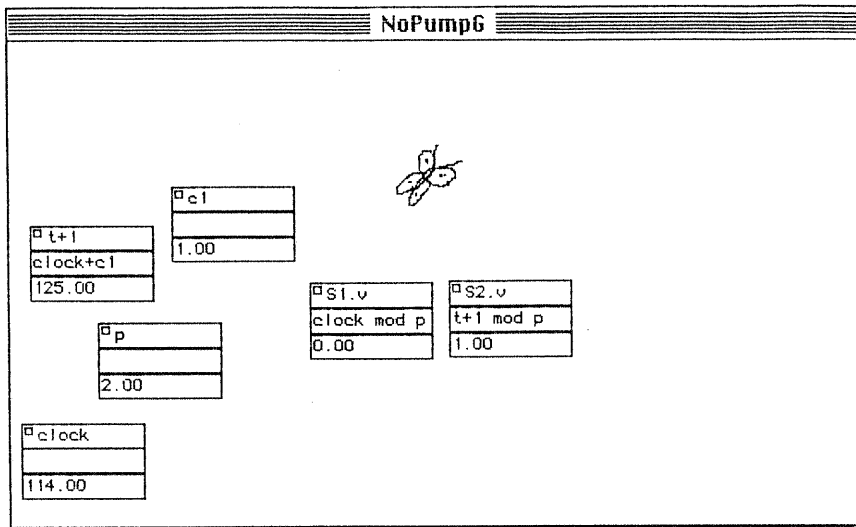 NoPumpG
c1
1.00
t+1
clock+c1
125.00
S1.v
clock mod p
0.00
S2.v
t+1 mod p
1.00
p
2.00
clock
114.00